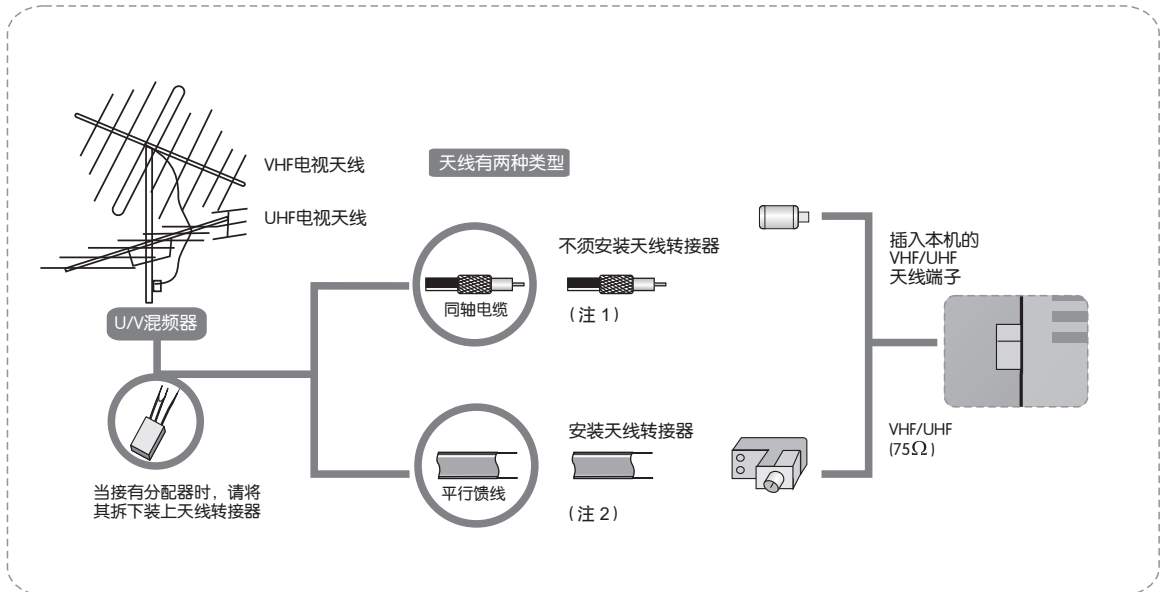 VHF电视天线
天线有两种类型
UHF电视天线
U/V混频器
当接有分配器时，请将
其拆下装上天线转接器
同轴电缆
不须安装天线转接器
（注 1）
平行馈线
安装天线转接器
（注 2）
插入本机的
VHF/UHF
天线端子
VHF/UHF
(75Ω)